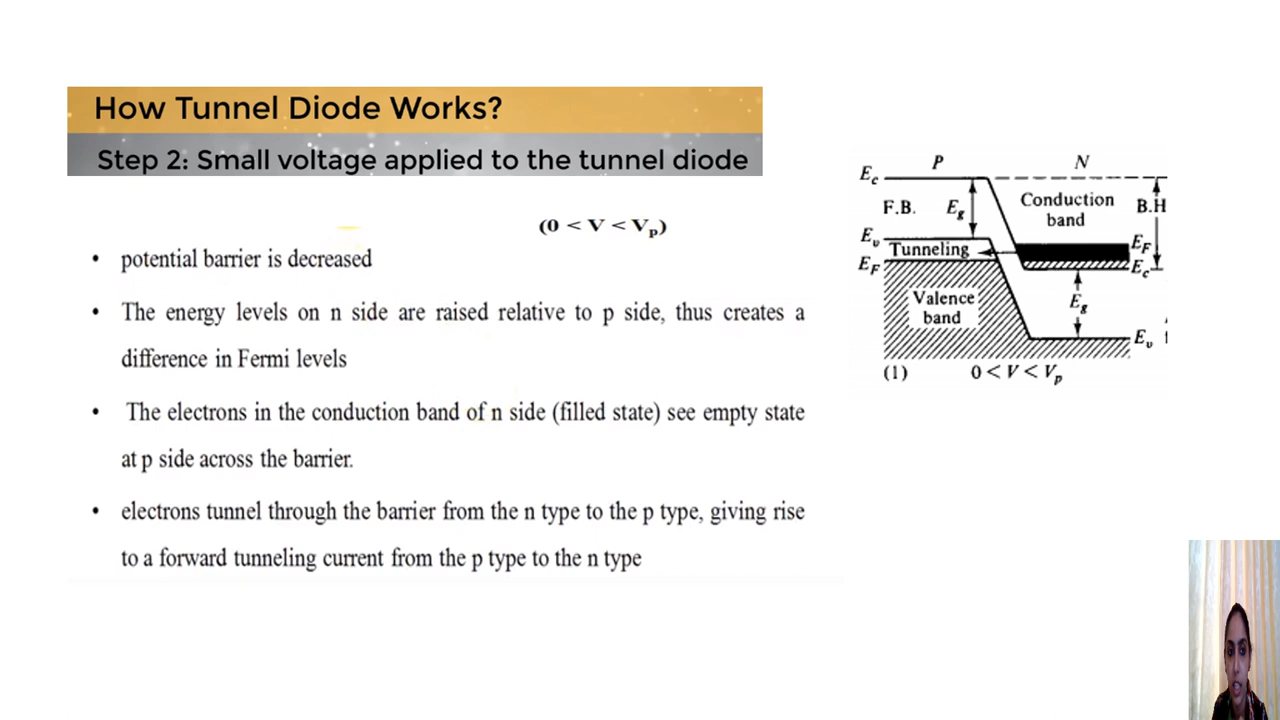 How Tunnel Diode Works?
Step 2: Small voltage applied to the tunnel diode
(0 < V < Vp)
• potential barrier is decreased
• The energy levels on n side are raised relative to p side, thus creates a
difference in Fermi levels
• The electrons in the conduction band of n side (filled state) see empty state
at p side across the barrier.
• electrons tunnel through the barrier from the n type to the p type, giving rise
to a forward tunneling current from the p type to the n type
P N
Ec
F.B. Eg Conduction
band B.H
Ev
Tunneling EF
EF Ec
Valence
band Eg
Ev
(1) 0 < V < Vp